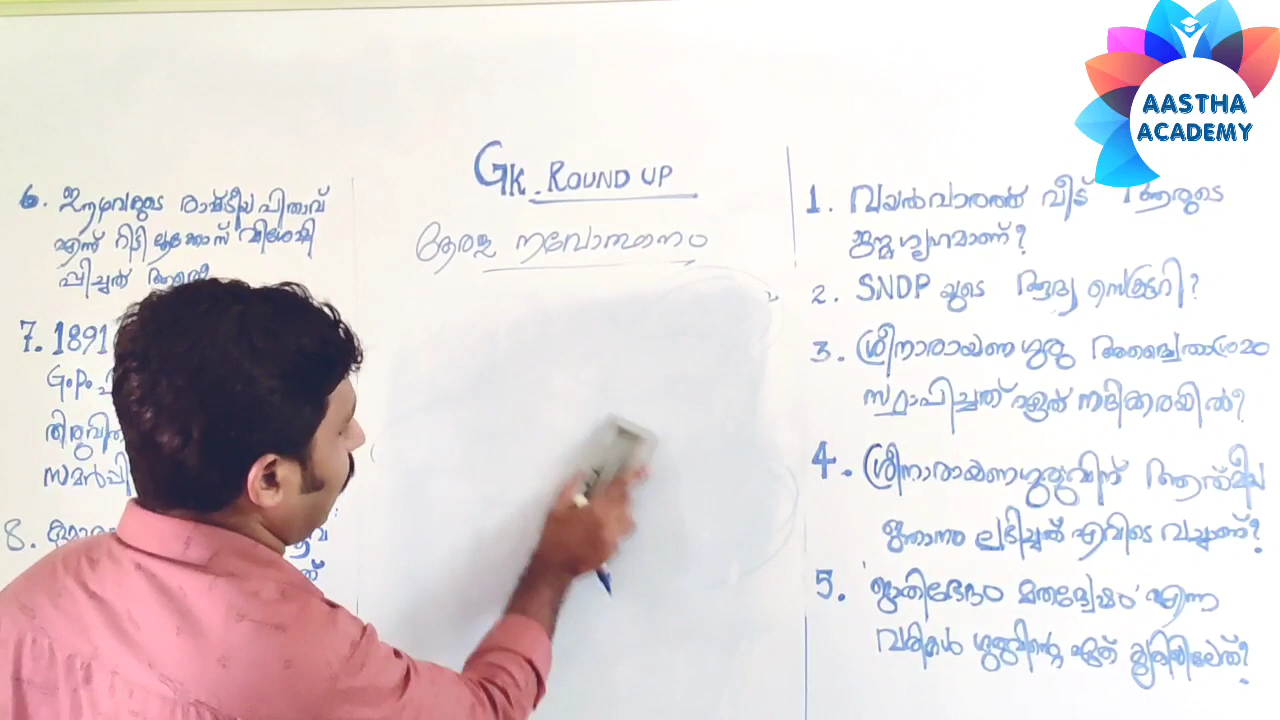 AASTHA
ACADEMY
GK ROUND UP
കേരള നവോത്ഥാനം
6. ഈഴവരുടെ രാഷ്ട്രീയ പിതാവ്
എന്ന് റിട്ടി ലൂക്കോസ് വിശേഷി
പ്പിച്ചത് ആരെ
7. 1891
തിരുവിതാ
സമർപ്പി
8.
1. വയൽവാരത്ത് വീട് ആരുടെ
ജന്മഗൃഹമാണ്?
2. SNDP യുടെ ആദ്യ സെക്രട്ടറി?
3. ശ്രീനാരായണ ഗുരു അദ്വൈതാശ്രമം
സ്ഥാപിച്ചത് ഏത് നദിക്കരയിൽ?
4. ശ്രീനാരായണഗുരുവിന് ആത്മീയ
ജ്ഞാനം ലഭിച്ചത് എവിടെ വച്ചാണ്?
5. 'ജാതിഭേദം മതദ്വേഷം' എന്ന
വരികൾ ഗുരുവിന്റെ ഏത് കൃതിയിലേത്?